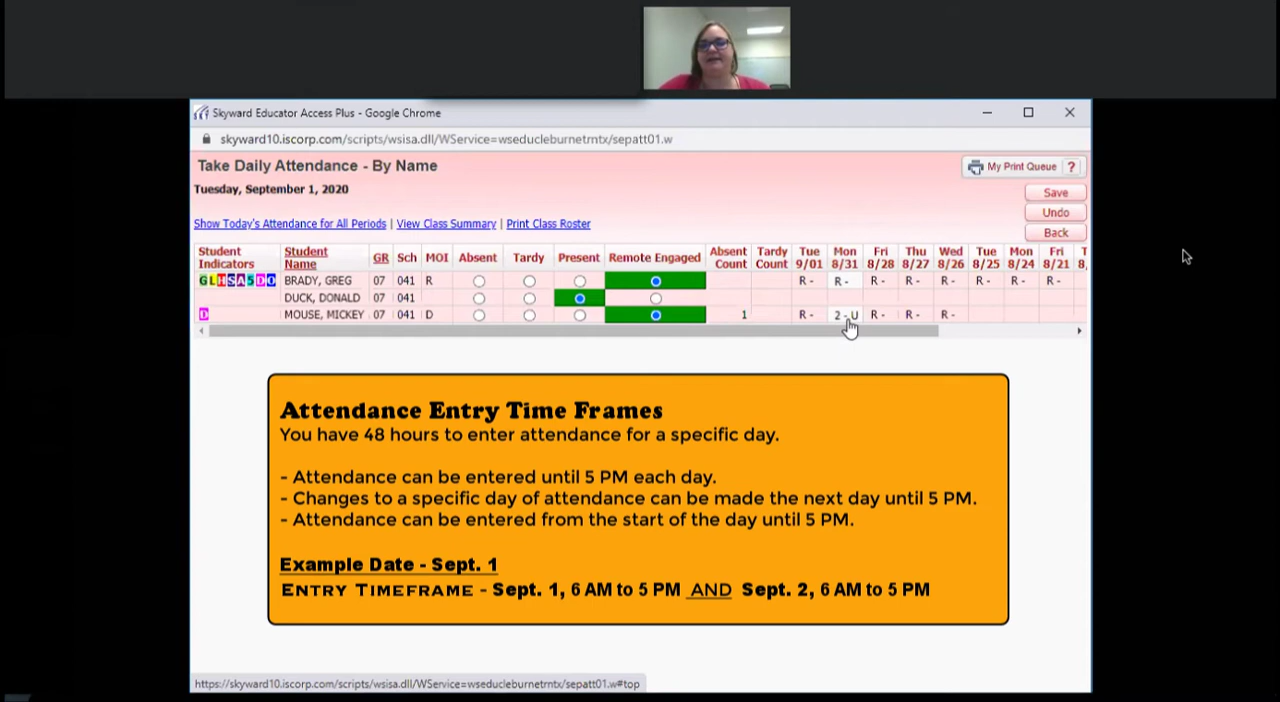 Skyward Educator Access Plus - Google Chrome
skyward10.iscorp.com/scripts/wsisa.dll/WService=wseducleburnetrntx/sepatt01.w
Take Daily Attendance - By Name
My Print Queue ?
Tuesday, September 1, 2020
Save
Undo
Back
Show Today's Attendance for All Periods | View Class Summary | Print Class Roster
Student Indicators Student Name GR Sch MOI Absent Tardy Present Remote Engaged Absent Count Tardy Count Tue 9/01 Mon 8/31 Fri 8/28 Thu 8/27 Wed 8/26 Tue 8/25 Mon 8/24 Fri 8/21 T 8,
G L H S A 5 D O BRADY, GREG 07 041 R R - R - R - R - R - R - R - R -
DUCK, DONALD 07 041
D MOUSE, MICKEY 07 041 D 1 R - 2 - U R - R - R -
Attendance Entry Time Frames
You have 48 hours to enter attendance for a specific day.
- Attendance can be entered until 5 PM each day.
- Changes to a specific day of attendance can be made the next day until 5 PM.
- Attendance can be entered from the start of the day until 5 PM.
Example Date - Sept. 1
ENTRY TIMEFRAME - Sept. 1, 6 AM to 5 PM AND Sept. 2, 6 AM to 5 PM
https://skyward10.iscorp.com/scripts/wsisa.dll/WService=wseducleburnetrntx/sepatt01.w#top